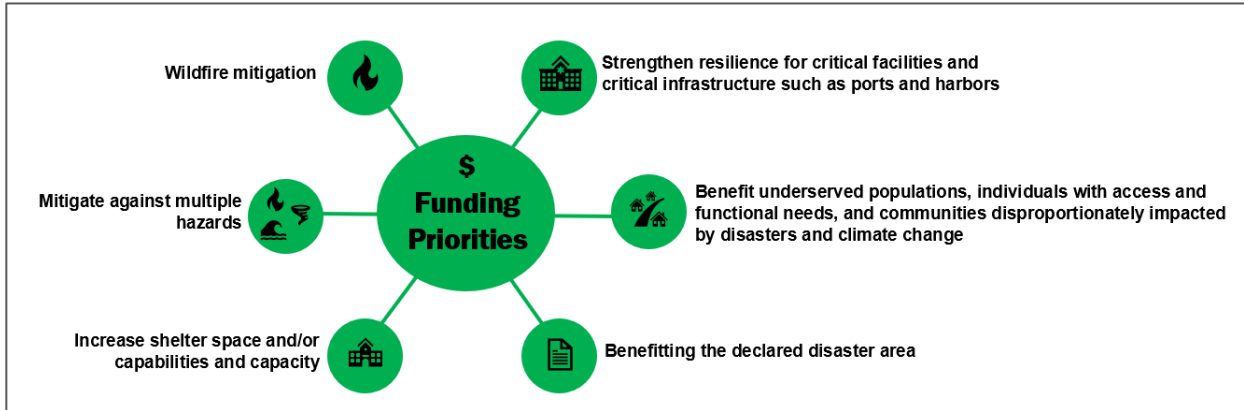 Wildfire mitigation
Strengthen resilience for critical facilities and
critical infrastructure such as ports and harbors
$
Funding
Priorities
Mitigate against multiple
hazards
Benefit underserved populations, individuals with access and
functional needs, and communities disproportionately impacted
by disasters and climate change
Increase shelter space and/or
capabilities and capacity
Benefitting the declared disaster area